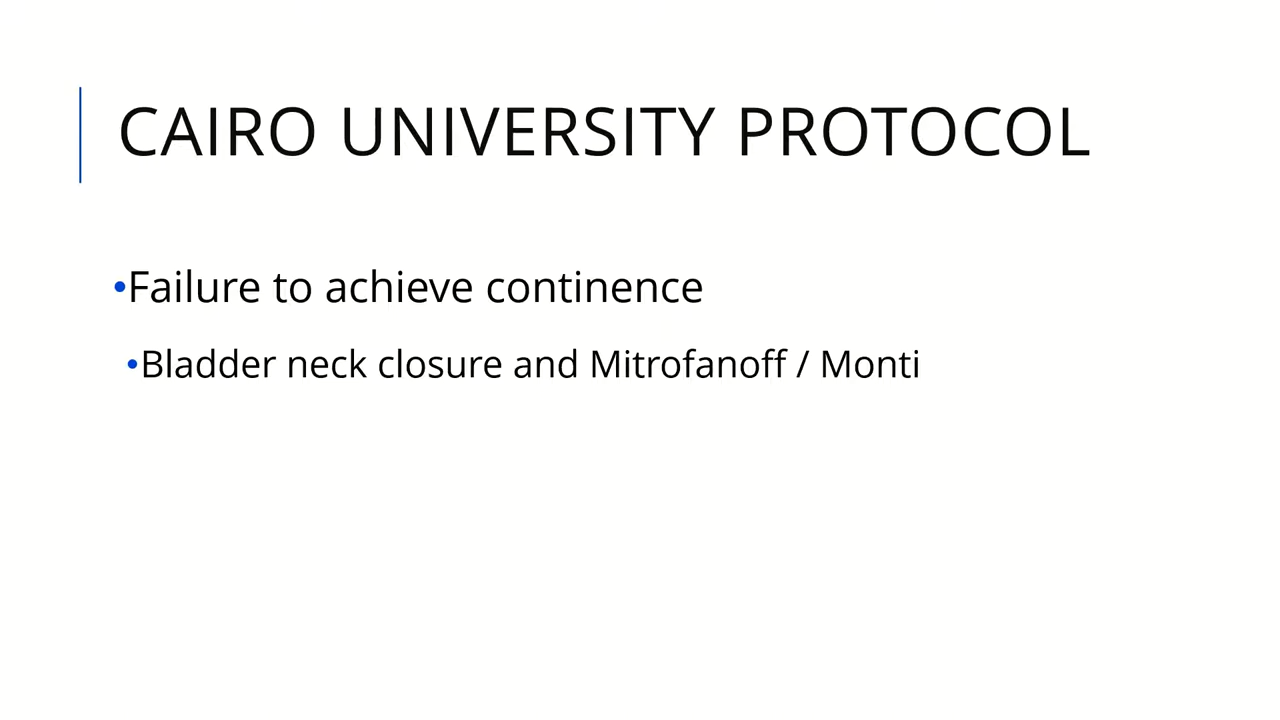 CAIRO UNIVERSITY PROTOCOL
•Failure to achieve continence
•Bladder neck closure and Mitrofanoff / Monti